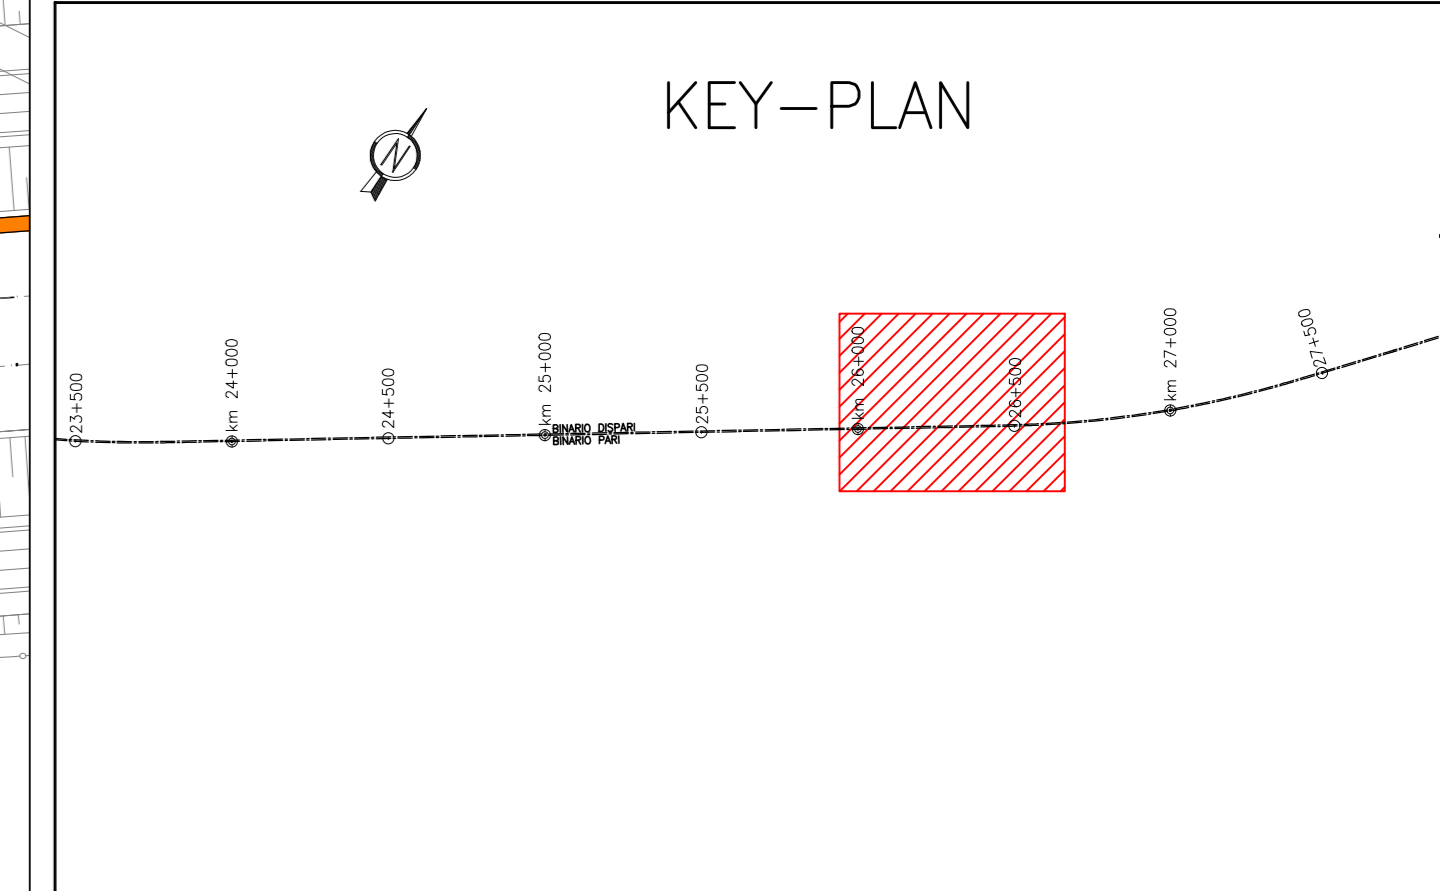 KEY-PLAN
N
23+500
km 24+000
24+500
km 25+000
BINARIO DISPARI
BINARIO PARI
25+500
km 26+000
26+500
km 27+000
27+500